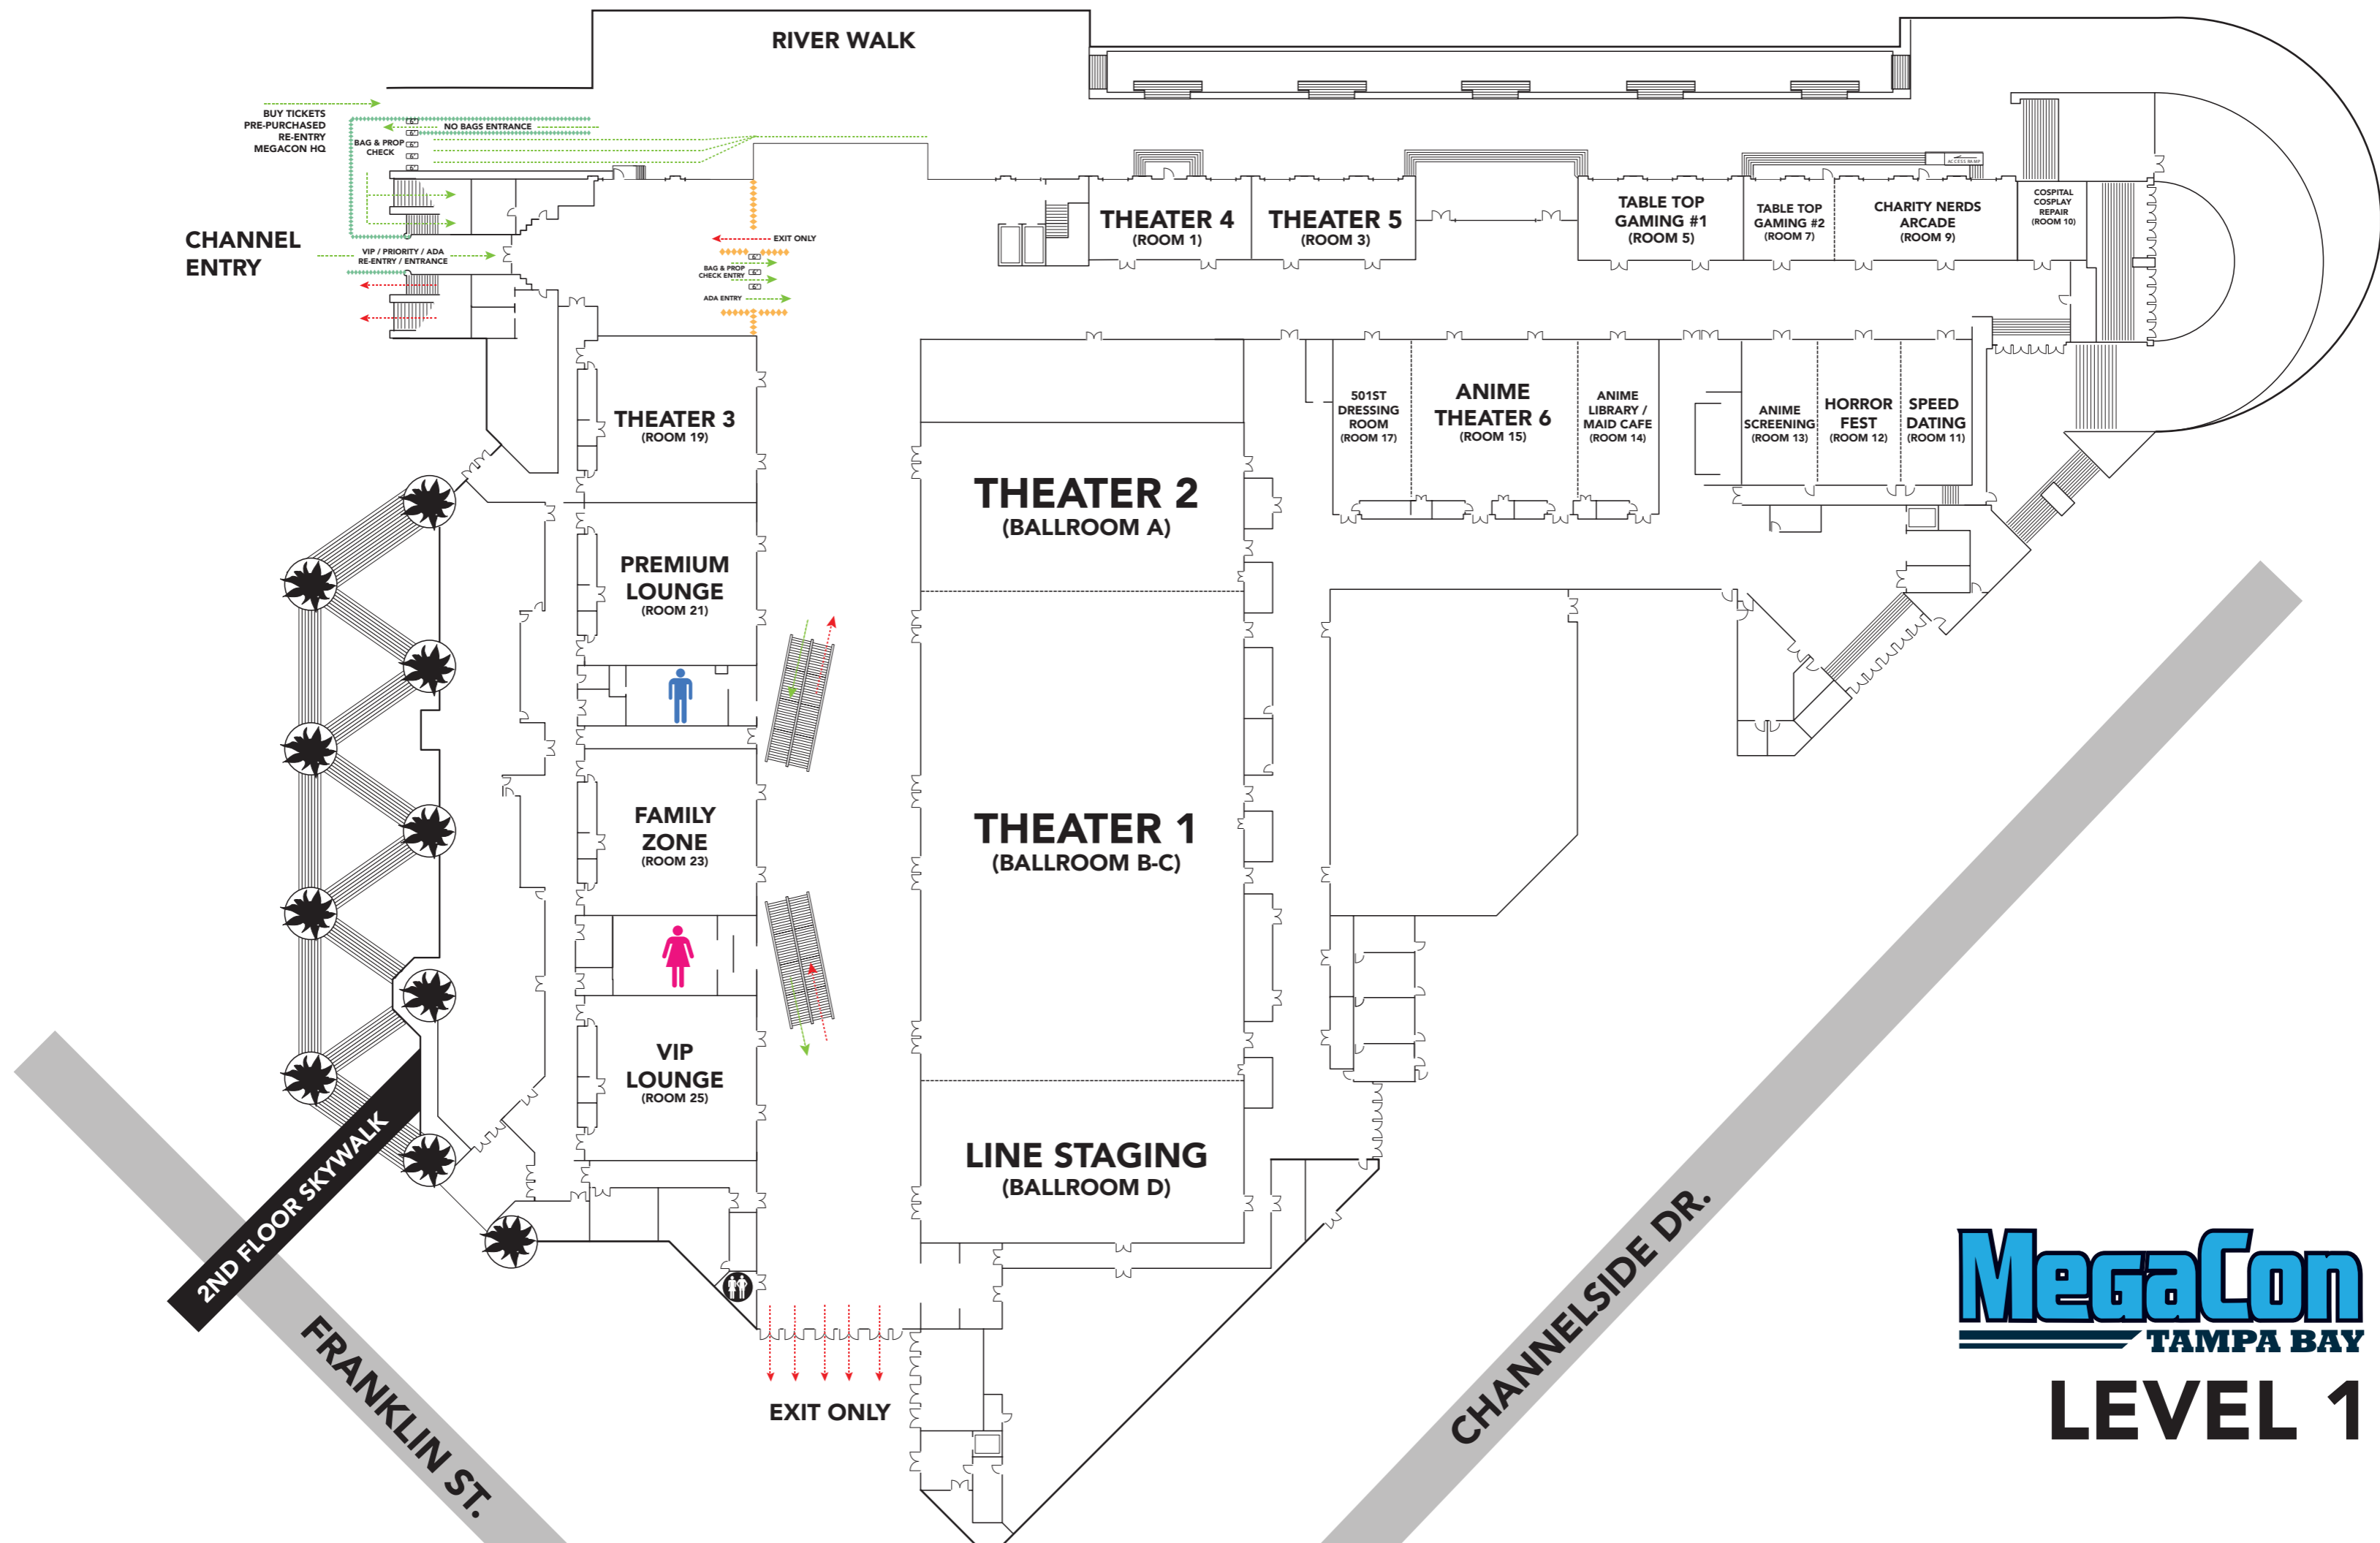 RIVER WALK
BUY TICKETS
PRE-PURCHASED
RE-ENTRY
MEGACON HQ
NO BAGS ENTRANCE
BAG & PROP
CHECK
CHANNEL
ENTRY
VIP / PRIORITY / ADA
RE-ENTRY / ENTRANCE
EXIT ONLY
BAG & PROP
CHECK ENTRY
ADA ENTRY
THEATER 4
(ROOM 1)
THEATER 5
(ROOM 3)
TABLE TOP
GAMING #1
(ROOM 5)
TABLE TOP
GAMING #2
(ROOM 7)
CHARITY NERDS
ARCADE
(ROOM 9)
ACCESS RAMP
COSPITAL
COSPLAY
REPAIR
(ROOM 10)
THEATER 3
(ROOM 19)
501ST
DRESSING
ROOM
(ROOM 17)
ANIME
THEATER 6
(ROOM 15)
ANIME
LIBRARY /
MAID CAFE
(ROOM 14)
ANIME
SCREENING
(ROOM 13)
HORROR
FEST
(ROOM 12)
SPEED
DATING
(ROOM 11)
THEATER 2
(BALLROOM A)
PREMIUM
LOUNGE
(ROOM 21)
FAMILY
ZONE
(ROOM 23)
THEATER 1
(BALLROOM B-C)
VIP
LOUNGE
(ROOM 25)
LINE STAGING
(BALLROOM D)
2ND FLOOR SKYWALK
FRANKLIN ST.
EXIT ONLY
CHANNELSIDE DR.
MEGACON
TAMPA BAY
LEVEL 1